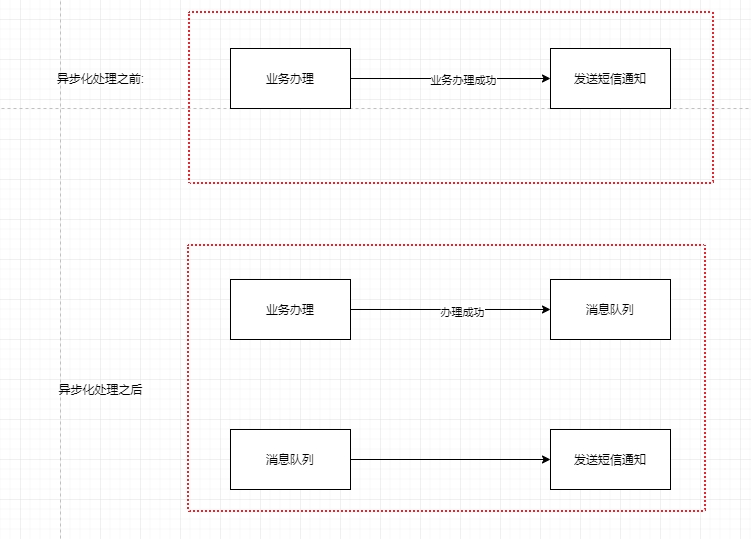 异步化处理之前:
业务办理
业务办理成功
发送短信通知
业务办理
办理成功
消息队列
异步化处理之后
消息队列
发送短信通知